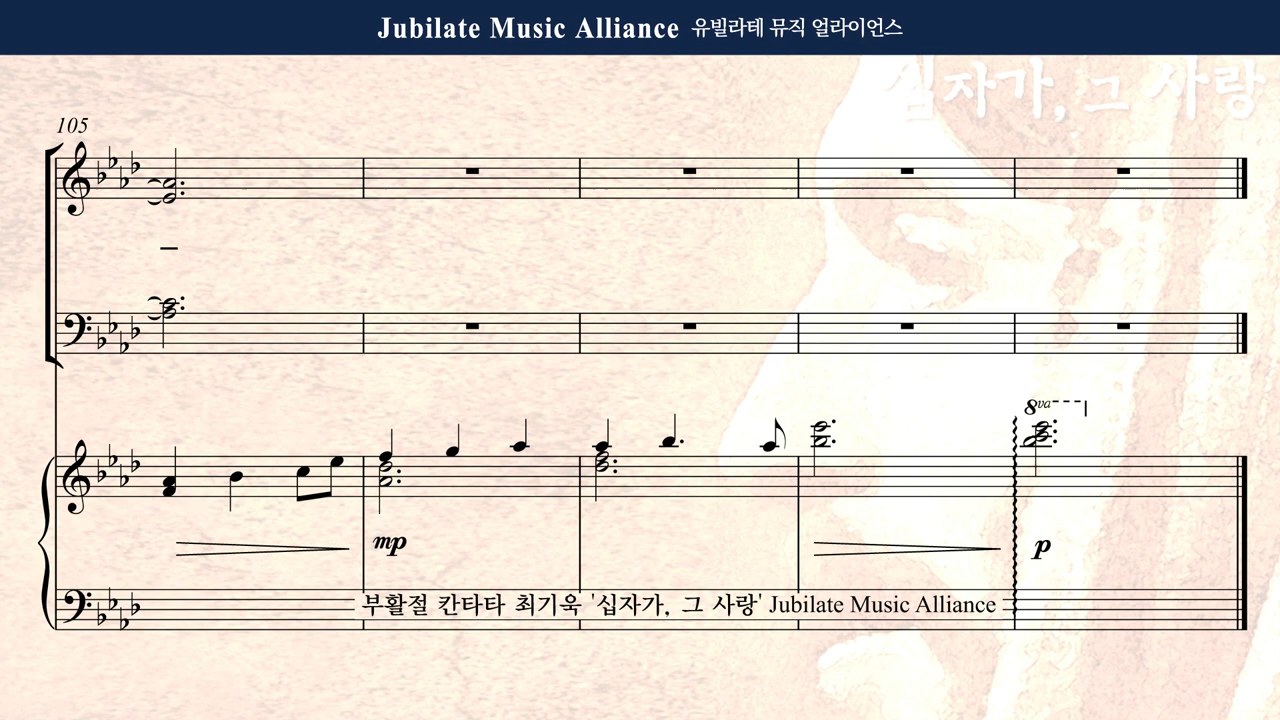 Jubilate Music Alliance 유빌라테 뮤직 얼라이언스
십자가, 그 사랑
105
8va
mp
p
부활절 칸타타 최기욱 '십자가, 그 사랑' Jubilate Music Alliance